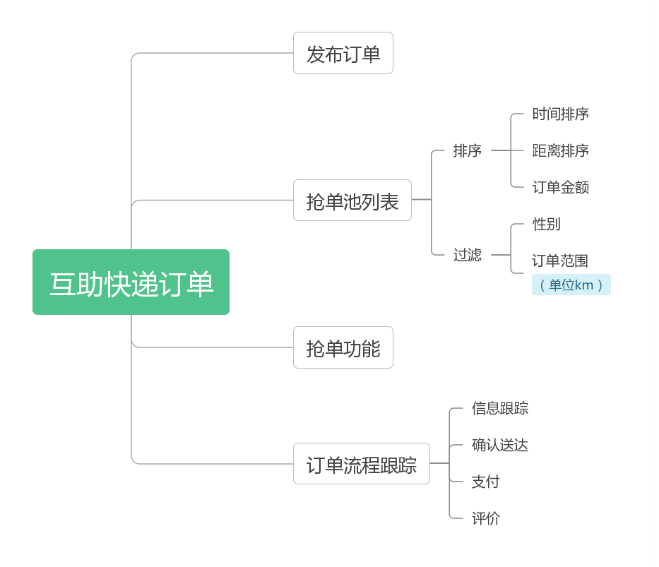 互助快递订单
发布订单
抢单池列表
排序
时间排序
距离排序
订单金额
过滤
性别
订单范围
（单位km）
抢单功能
订单流程跟踪
信息跟踪
确认送达
支付
评价